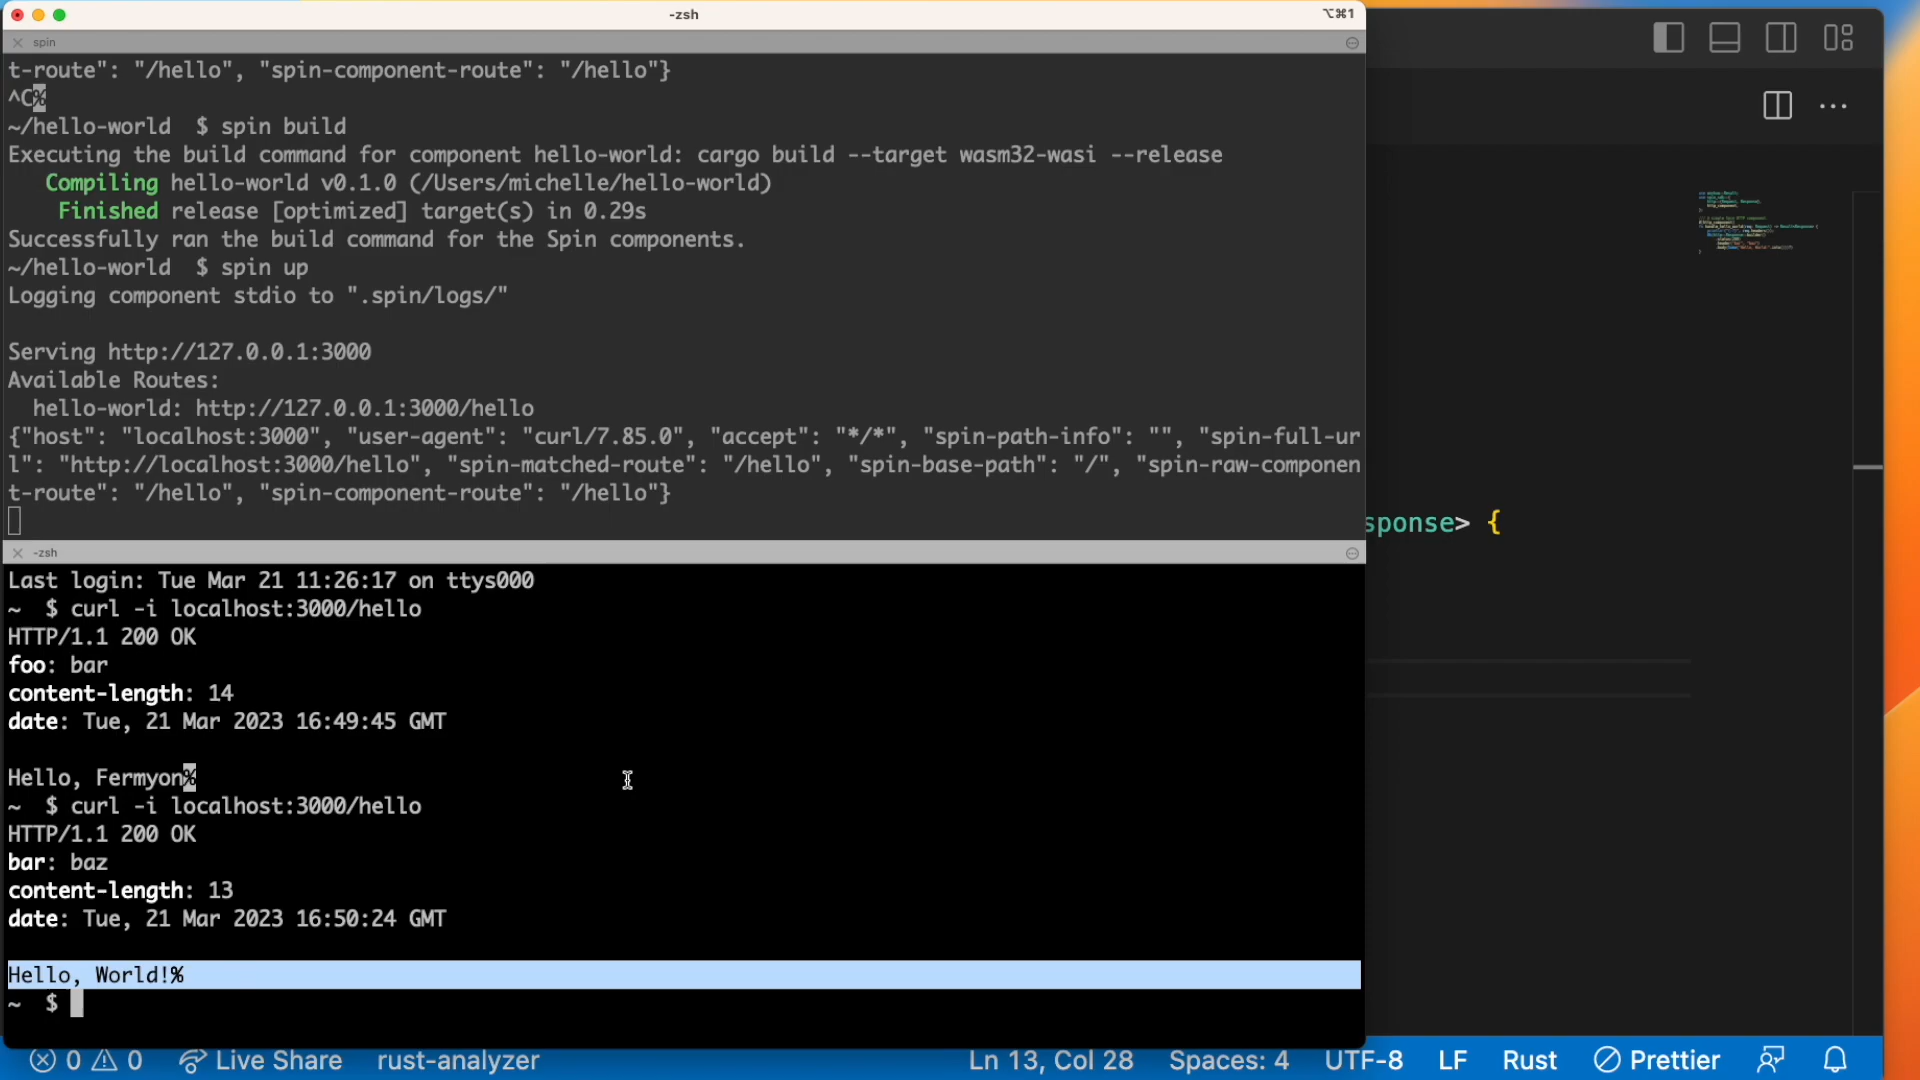 -zsh
⌥⌘1
spin
t-route": "/hello", "spin-component-route": "/hello"}
^C%
~/hello-world  $ spin build
Executing the build command for component hello-world: cargo build --target wasm32-wasi --release
   Compiling hello-world v0.1.0 (/Users/michelle/hello-world)
    Finished release [optimized] target(s) in 0.29s
Successfully ran the build command for the Spin components.
~/hello-world  $ spin up
Logging component stdio to ".spin/logs/"
Serving http://127.0.0.1:3000
Available Routes:
  hello-world: http://127.0.0.1:3000/hello
{"host": "localhost:3000", "user-agent": "curl/7.85.0", "accept": "*/*", "spin-path-info": "", "spin-full-ur
l": "http://localhost:3000/hello", "spin-matched-route": "/hello", "spin-base-path": "/", "spin-raw-componen
t-route": "/hello", "spin-component-route": "/hello"}
sponse> {
-zsh
Last login: Tue Mar 21 11:26:17 on ttys000
~  $ curl -i localhost:3000/hello
HTTP/1.1 200 OK
foo: bar
content-length: 14
date: Tue, 21 Mar 2023 16:49:45 GMT
Hello, Fermyon%
~  $ curl -i localhost:3000/hello
HTTP/1.1 200 OK
bar: baz
content-length: 13
date: Tue, 21 Mar 2023 16:50:24 GMT
Hello, World!%
~  $
0 0 Live Share rust-analyzer Ln 13, Col 28 Spaces: 4 UTF-8 LF Rust Prettier